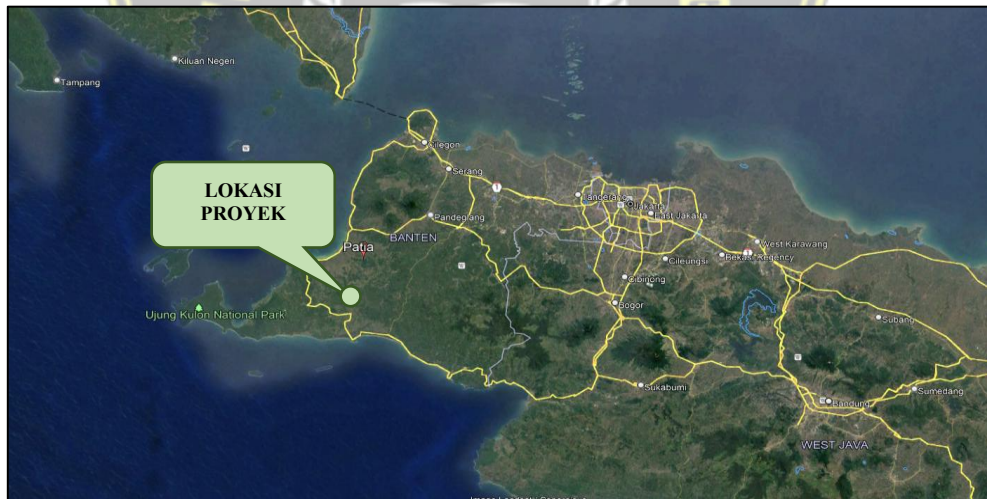 Kiluan Negeri
Tampang
Cilegon
Serang
LOKASI
PROYEK
Tangerang
Jakarta
East Jakarta
Pandeglang
BANTEN
Patia
West Karawang
Bekasi Regency
Cileungsi
Cibinong
Bogor
Ujung Kulon National Park
Subang
Sukabumi
Sumedang
Bandung
WEST JAVA